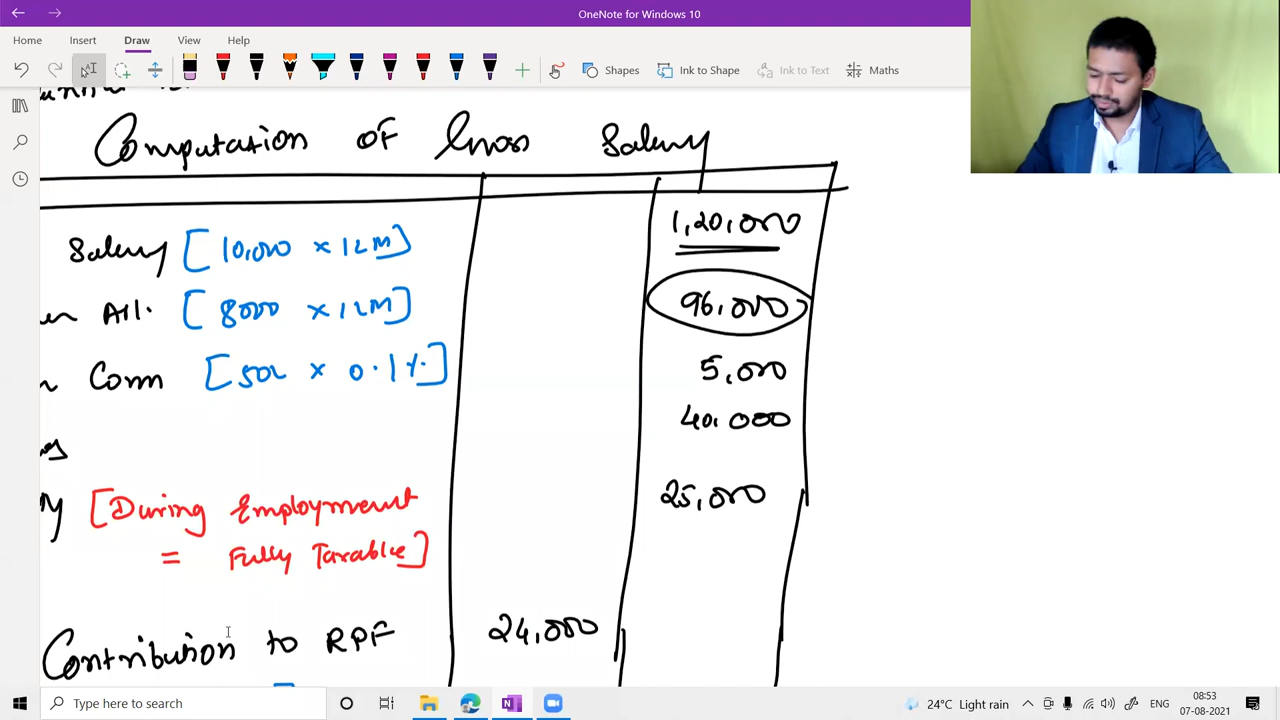 OneNote for Windows 10
Home Insert Draw View Help
Shapes Ink to Shape Ink to Text Maths
Computation of Gross Salary
Salary [10,000 x 12M] 1,20,000
All. [8000 x 12M] 96,000
Comm [50L x 0.1%] 5,000
40,000
[During Employment 25,000
= Fully Taxable]
Contribution to RPF 24,000
Type here to search
24°C Light rain ENG 08:53
07-08-2021